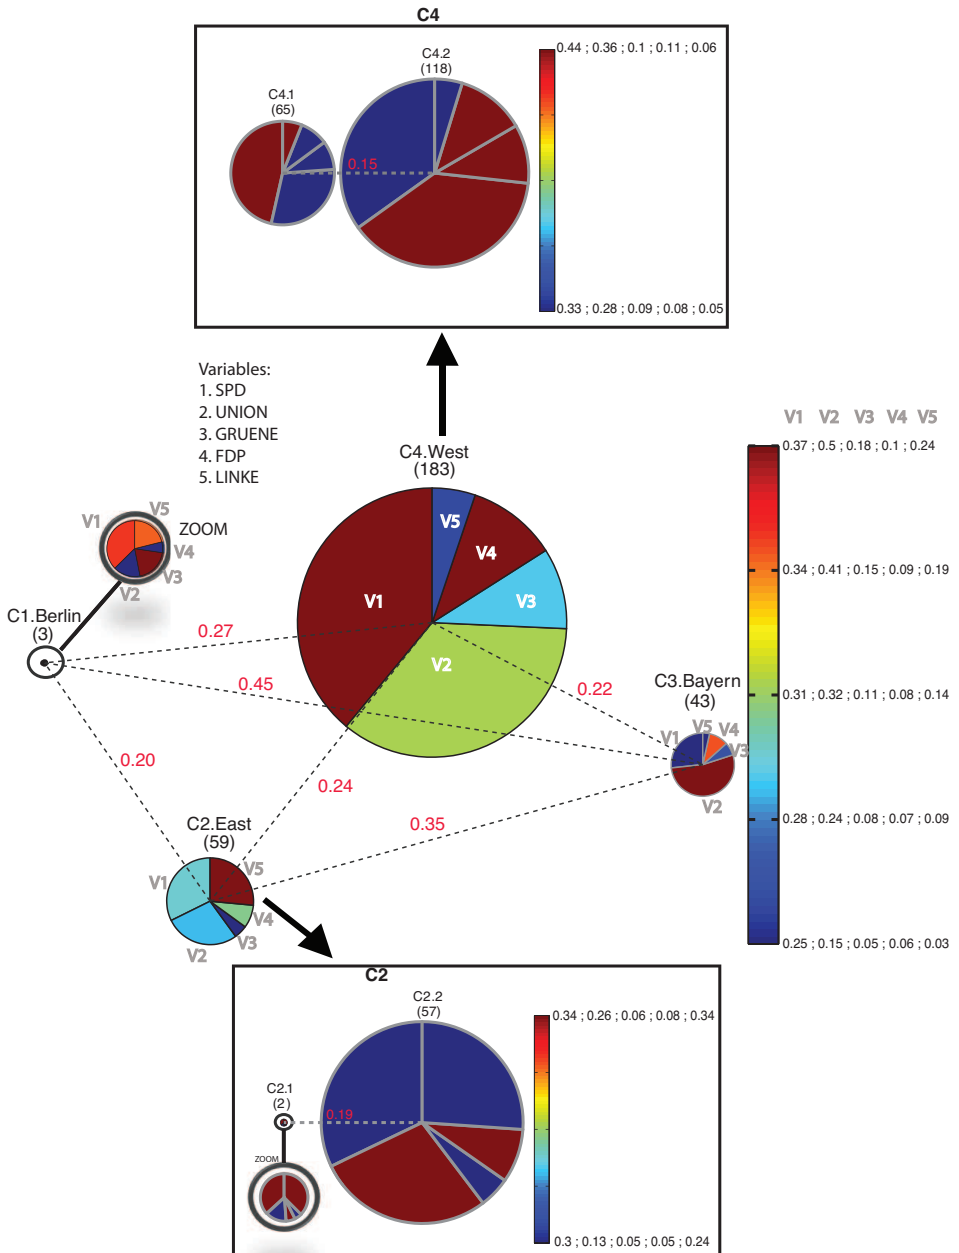 C4
0.44 ; 0.36 ; 0.1 ; 0.11 ; 0.06
C4.2
(118)
C4.1
(65)
0.15
0.33 ; 0.28 ; 0.09 ; 0.08 ; 0.05
Variables:
1. SPD
2. UNION
3. GRUENE
4. FDP
5. LINKE
C4.West
(183)
V1 V2 V3 V4 V5
0.37 ; 0.5 ; 0.18 ; 0.1 ; 0.24
0.34 ; 0.41 ; 0.15 ; 0.09 ; 0.19
0.31 ; 0.32 ; 0.11 ; 0.08 ; 0.14
0.28 ; 0.24 ; 0.08 ; 0.07 ; 0.09
0.25 ; 0.15 ; 0.05 ; 0.06 ; 0.03
V5
V4
V3
V2
V1
V1
V5
ZOOM
V4
V3
V2
C1.Berlin
(3)
0.27
0.45
0.22
0.20
0.24
0.35
C3.Bayern
(43)
V1
V5
V4
V3
V2
C2.East
(59)
V1
V5
V4
V3
V2
C2
C2.2
(57)
0.34 ; 0.26 ; 0.06 ; 0.08 ; 0.34
C2.1
(2)
0.19
ZOOM
0.3 ; 0.13 ; 0.05 ; 0.05 ; 0.24